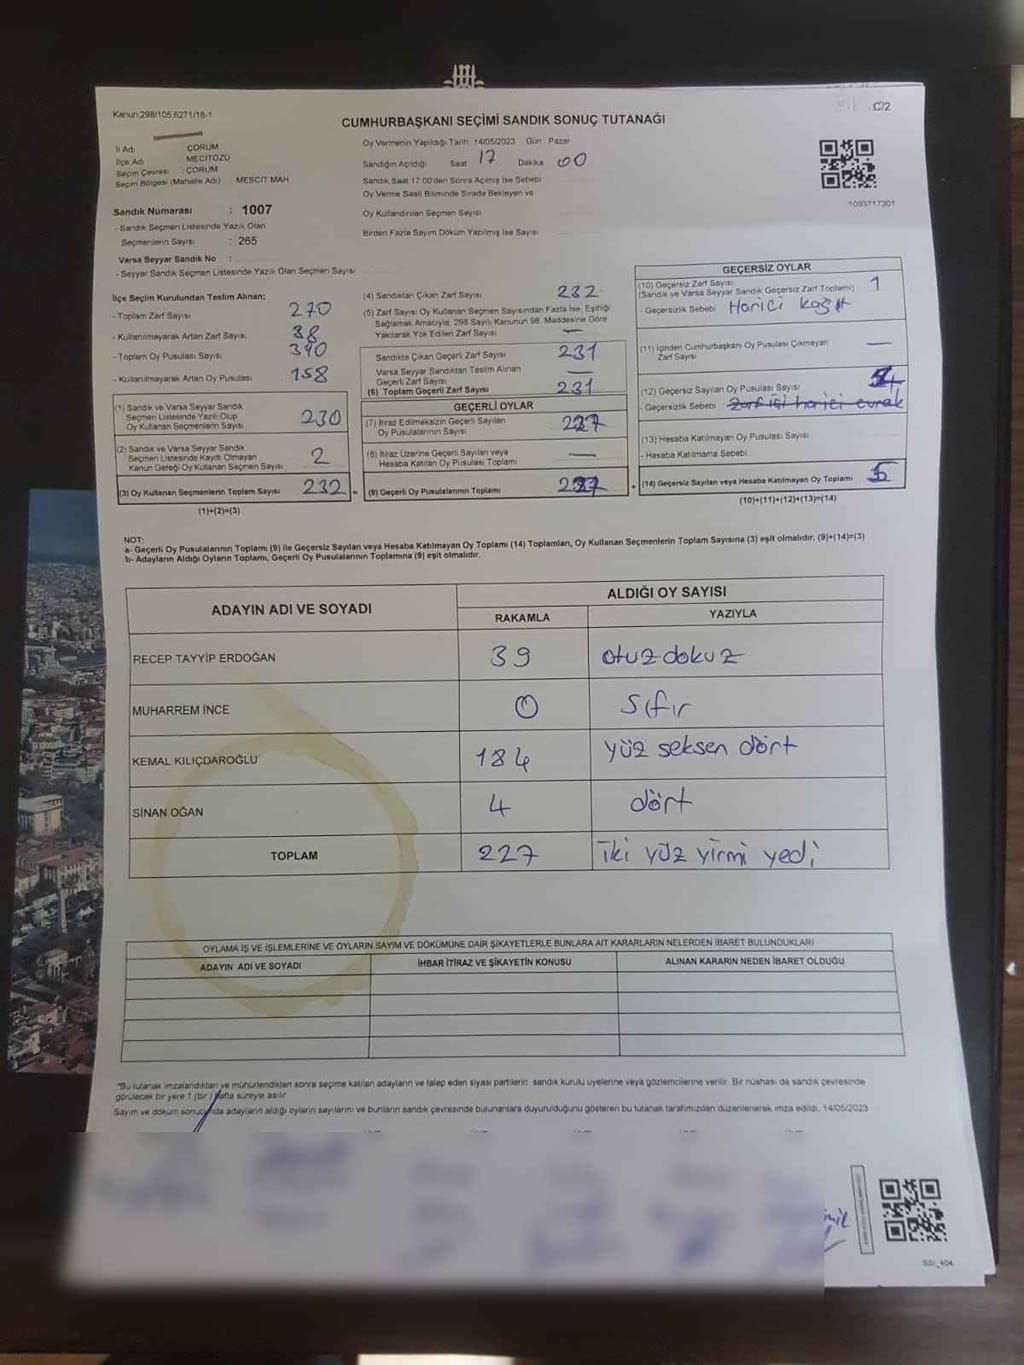 Kanun:298/105,6271/18-1
C/2
CUMHURBAŞKANI SEÇİMİ SANDIK SONUÇ TUTANAĞI
İl Adı : ÇORUM
İlçe Adı : MECİTÖZÜ
Seçim Çevresi : ÇORUM
Seçim Bölgesi (Mahalle Adı) : MESCİT MAH.
Oy Vermenin Yapıldığı Tarih 14/05/2023 Gün Pazar
Sandığın Açıldığı Saat 17 Dakika 00
Sandık Saat 17:00'den Sonra Açılmış İse Sebebi
Oy Verme Saati Bitiminde Sırada Bekleyen ve
Oy Kullandırılan Seçmen Sayısı
Birden Fazla Sayım Döküm Yapılmış İse Sayısı
1093717301
Sandık Numarası : 1007
- Sandık Seçmen Listesinde Yazılı Olan
Seçmenlerin Sayısı : 265
Varsa Seyyar Sandık No :
- Seyyar Sandık Seçmen Listesinde Yazılı Olan Seçmen Sayısı
İlçe Seçim Kurulundan Teslim Alınan;
- Toplam Zarf Sayısı 270
- Kullanılmayarak Artan Zarf Sayısı 38
- Toplam Oy Pusulası Sayısı 390
- Kullanılmayarak Artan Oy Pusulası 158
(1) Sandık ve Varsa Seyyar Sandık
Seçmen Listesinde Yazılı Olup
Oy Kullanan Seçmenlerin Sayısı 230
(2) Sandık ve Varsa Seyyar Sandık
Seçmen Listesinde Kayıtlı Olmayan
Kanun Gereği Oy Kullanan Seçmen Sayısı 2
(3) Oy Kullanan Seçmenlerin Toplam Sayısı 232 =
(1)+(2)=(3)
(4) Sandıktan Çıkan Zarf Sayısı 232
(5) Zarf Sayısı Oy Kullanan Seçmen Sayısından Fazla İse, Eşitliği
Sağlamak Amacıyla, 298 Sayılı Kanunun 98. Maddesine Göre
Yakılarak Yok Edilen Zarf Sayısı —
Sandıkta Çıkan Geçerli Zarf Sayısı 231
Varsa Seyyar Sandıktan Teslim Alınan
Geçerli Zarf Sayısı —
(6) Toplam Geçerli Zarf Sayısı 231
GEÇERLİ OYLAR
(7) İtiraz Edilmeksizin Geçerli Sayılan
Oy Pusulalarının Sayısı 227
(8) İtiraz Üzerine Geçerli Sayılan veya
Hesaba Katılan Oy Pusulası Toplamı —
(9) Geçerli Oy Pusulalarının Toplamı 227 +
GEÇERSİZ OYLAR
(10) Geçersiz Zarf Sayısı
(Sandık ve Varsa Seyyar Sandık Geçersiz Zarf Toplamı) 1
- Geçersizlik Sebebi Harici kağıt
(11) İçinden Cumhurbaşkanı Oy Pusulası Çıkmayan
Zarf Sayısı —
(12) Geçersiz Sayılan Oy Pusulası Sayısı 4
- Geçersizlik Sebebi Zarf içi harici evrak
(13) Hesaba Katılmayan Oy Pusulası Sayısı
- Hesaba Katılmama Sebebi
(14) Geçersiz Sayılan veya Hesaba Katılmayan Oy Toplamı 5
(10)+(11)+(12)+(13)=(14)
NOT:
a- Geçerli Oy Pusulalarının Toplamı (9) ile Geçersiz Sayılan veya Hesaba Katılmayan Oy Toplamı (14) Toplamları, Oy Kullanan Seçmenlerin Toplam Sayısına (3) eşit olmalıdır. (9)+(14)=(3)
b- Adayların Aldığı Oyların Toplamı, Geçerli Oy Pusulalarının Toplamına (9) eşit olmalıdır.
ADAYIN ADI VE SOYADI
ALDIĞI OY SAYISI
RAKAMLA YAZIYLA
RECEP TAYYİP ERDOĞAN 39 otuzdokuz
MUHARREM İNCE 0 sıfır
KEMAL KILIÇDAROĞLU 184 yüz seksen dört
SİNAN OĞAN 4 dört
TOPLAM 227 iki yüz yirmi yedi
OYLAMA İŞ VE İŞLEMLERİNE VE OYLARIN SAYIM VE DÖKÜMÜNE DAİR ŞİKAYETLERLE BUNLARA AİT KARARLARIN NELERDEN İBARET BULUNDUKLARI
ADAYIN ADI VE SOYADI İHBAR İTİRAZ VE ŞİKAYETİN KONUSU ALINAN KARARIN NEDEN İBARET OLDUĞU
"Bu tutanak imzalandıktan ve mühürlendikten sonra seçime katılan adayların ve talep eden siyasi partilerin sandık kurulu üyelerine veya gözlemcilerine verilir. Bir nüshası da sandık çevresinde
görülecek bir yere 1 (bir) hafta süreyle asılır
Sayım ve döküm sonucunda adayların aldığı oyların sayılarını ve bunların sandık çevresinde bulunanlara duyurulduğunu gösteren bu tutanak tarafımızdan düzenlenerek imza edildi. 14/05/2023